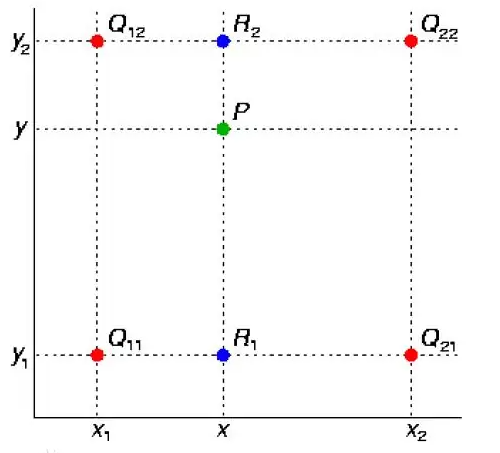 y₂ Q₁₂ R₂ Q₂₂
y P
y₁ Q₁₁ R₁ Q₂₁
x₁ x x₂